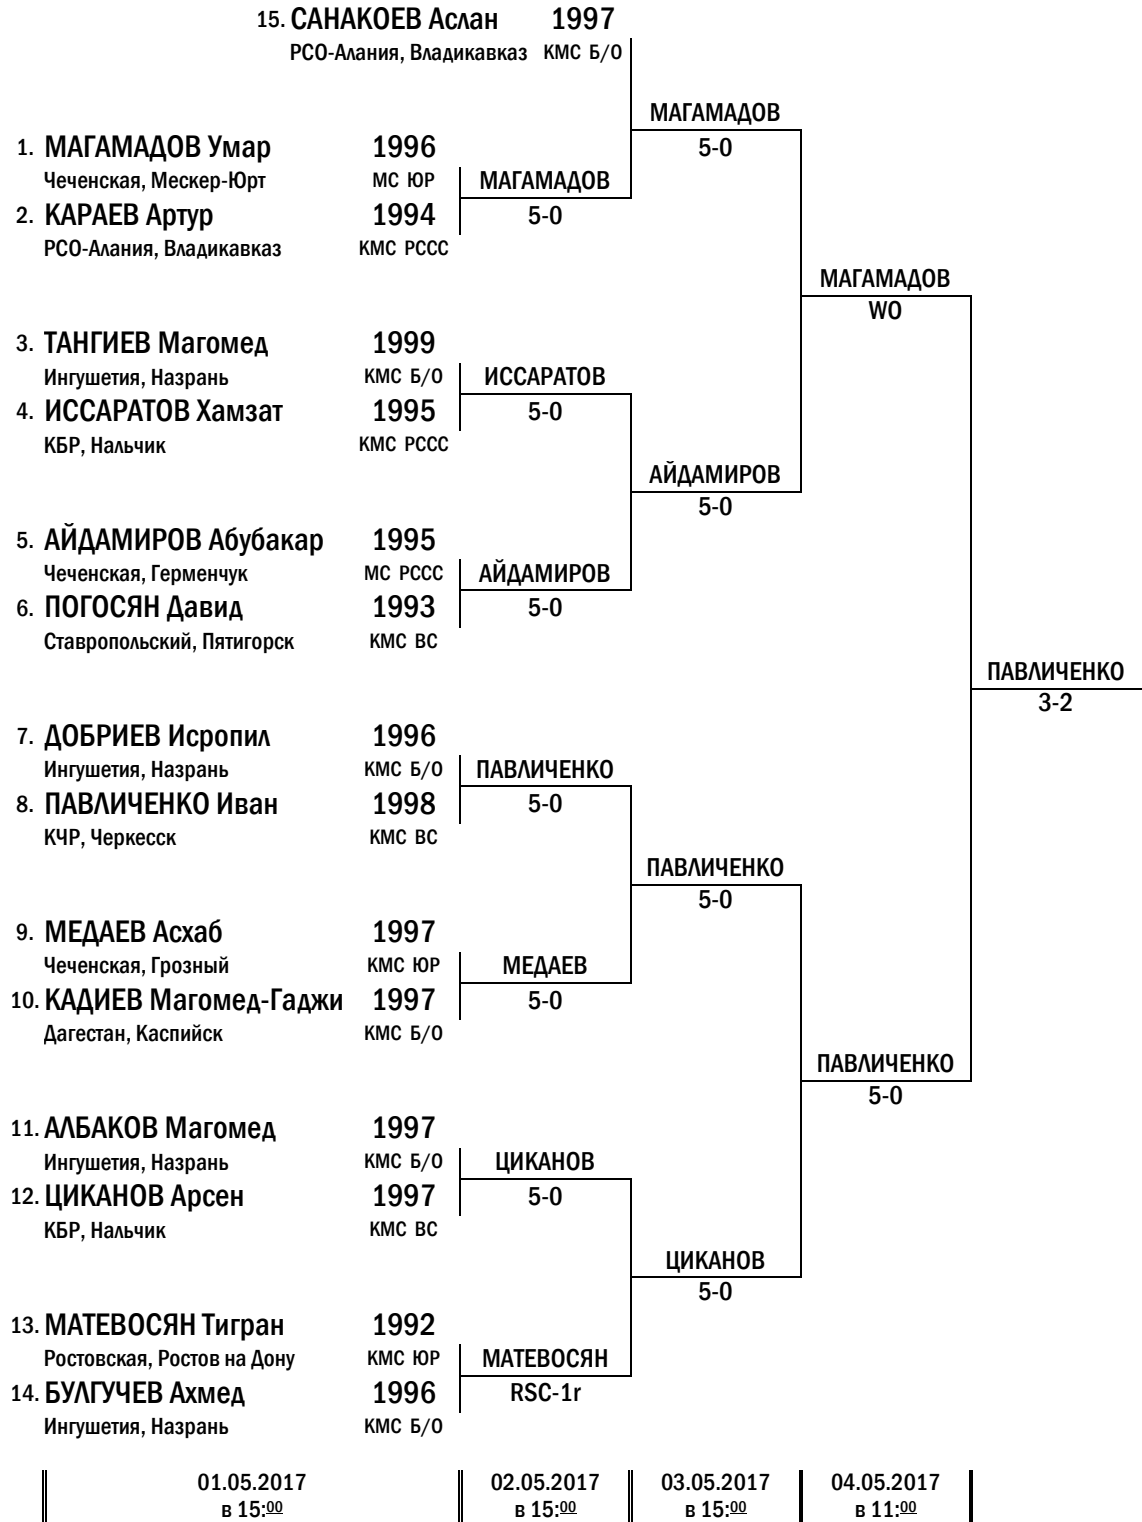 15. САНАКОЕВ Аслан 1997
РСО-Алания, Владикавказ КМС Б/О
МАГАМАДОВ
5-0
1. МАГАМАДОВ Умар 1996
Чеченская, Мескер-Юрт МС ЮР МАГАМАДОВ
2. КАРАЕВ Артур 1994 5-0
РСО-Алания, Владикавказ КМС РССС
МАГАМАДОВ
WO
3. ТАНГИЕВ Магомед 1999
Ингушетия, Назрань КМС Б/О ИССАРАТОВ
4. ИССАРАТОВ Хамзат 1995 5-0
КБР, Нальчик КМС РССС
АЙДАМИРОВ
5-0
5. АЙДАМИРОВ Абубакар 1995
Чеченская, Герменчук МС РССС АЙДАМИРОВ
6. ПОГОСЯН Давид 1993 5-0
Ставропольский, Пятигорск КМС ВС
ПАВЛИЧЕНКО
3-2
7. ДОБРИЕВ Исропил 1996
Ингушетия, Назрань КМС Б/О ПАВЛИЧЕНКО
8. ПАВЛИЧЕНКО Иван 1998 5-0
КЧР, Черкесск КМС ВС
ПАВЛИЧЕНКО
5-0
9. МЕДАЕВ Асхаб 1997
Чеченская, Грозный КМС ЮР МЕДАЕВ
10. КАДИЕВ Магомед-Гаджи 1997 5-0
Дагестан, Каспийск КМС Б/О
ПАВЛИЧЕНКО
5-0
11. АЛБАКОВ Магомед 1997
Ингушетия, Назрань КМС Б/О ЦИКАНОВ
12. ЦИКАНОВ Арсен 1997 5-0
КБР, Нальчик КМС ВС
ЦИКАНОВ
5-0
13. МАТЕВОСЯН Тигран 1992
Ростовская, Ростов на Дону КМС ЮР МАТЕВОСЯН
14. БУЛГУЧЕВ Ахмед 1996 RSC-1r
Ингушетия, Назрань КМС Б/О
01.05.2017 02.05.2017 03.05.2017 04.05.2017
в 15:00 в 15:00 в 15:00 в 11:00